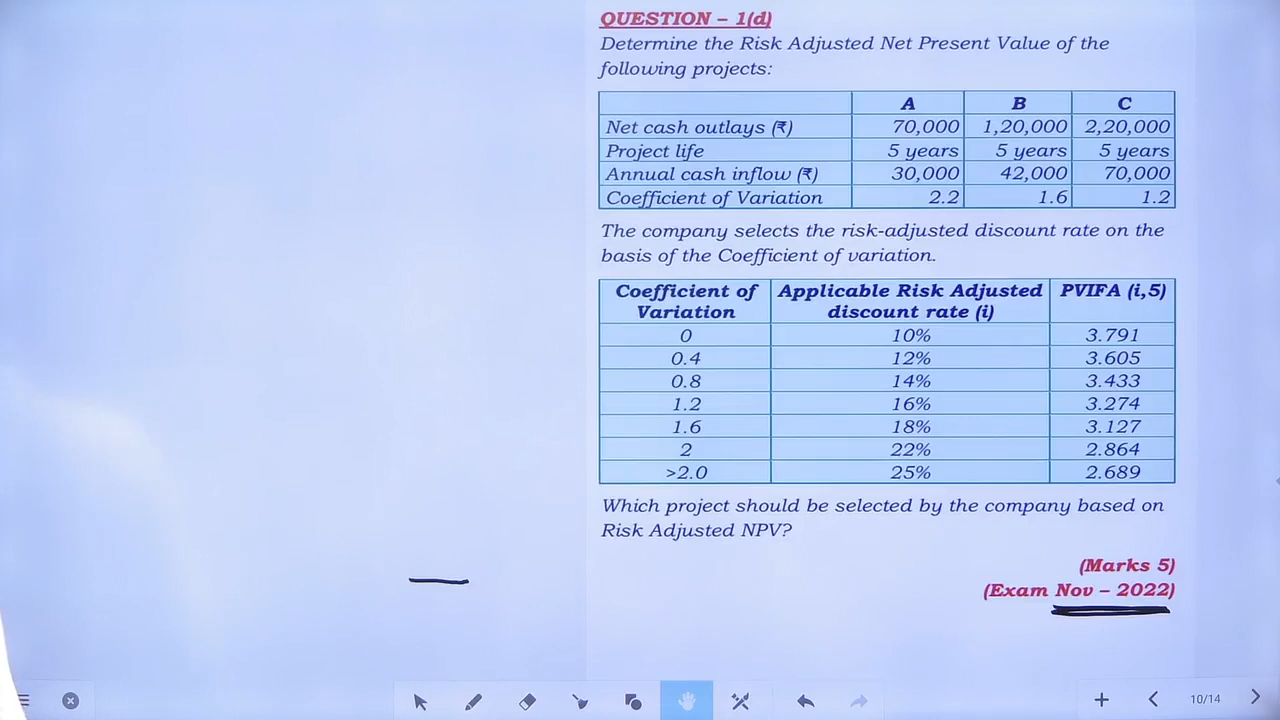 QUESTION – 1(d)
Determine the Risk Adjusted Net Present Value of the
following projects:
A B C
Net cash outlays (₹) 70,000 1,20,000 2,20,000
Project life 5 years 5 years 5 years
Annual cash inflow (₹) 30,000 42,000 70,000
Coefficient of Variation 2.2 1.6 1.2
The company selects the risk-adjusted discount rate on the
basis of the Coefficient of variation.
Coefficient of Applicable Risk Adjusted PVIFA (i,5)
Variation discount rate (i)
0 10% 3.791
0.4 12% 3.605
0.8 14% 3.433
1.2 16% 3.274
1.6 18% 3.127
2 22% 2.864
>2.0 25% 2.689
Which project should be selected by the company based on
Risk Adjusted NPV?
(Marks 5)
(Exam Nov – 2022)
10/14